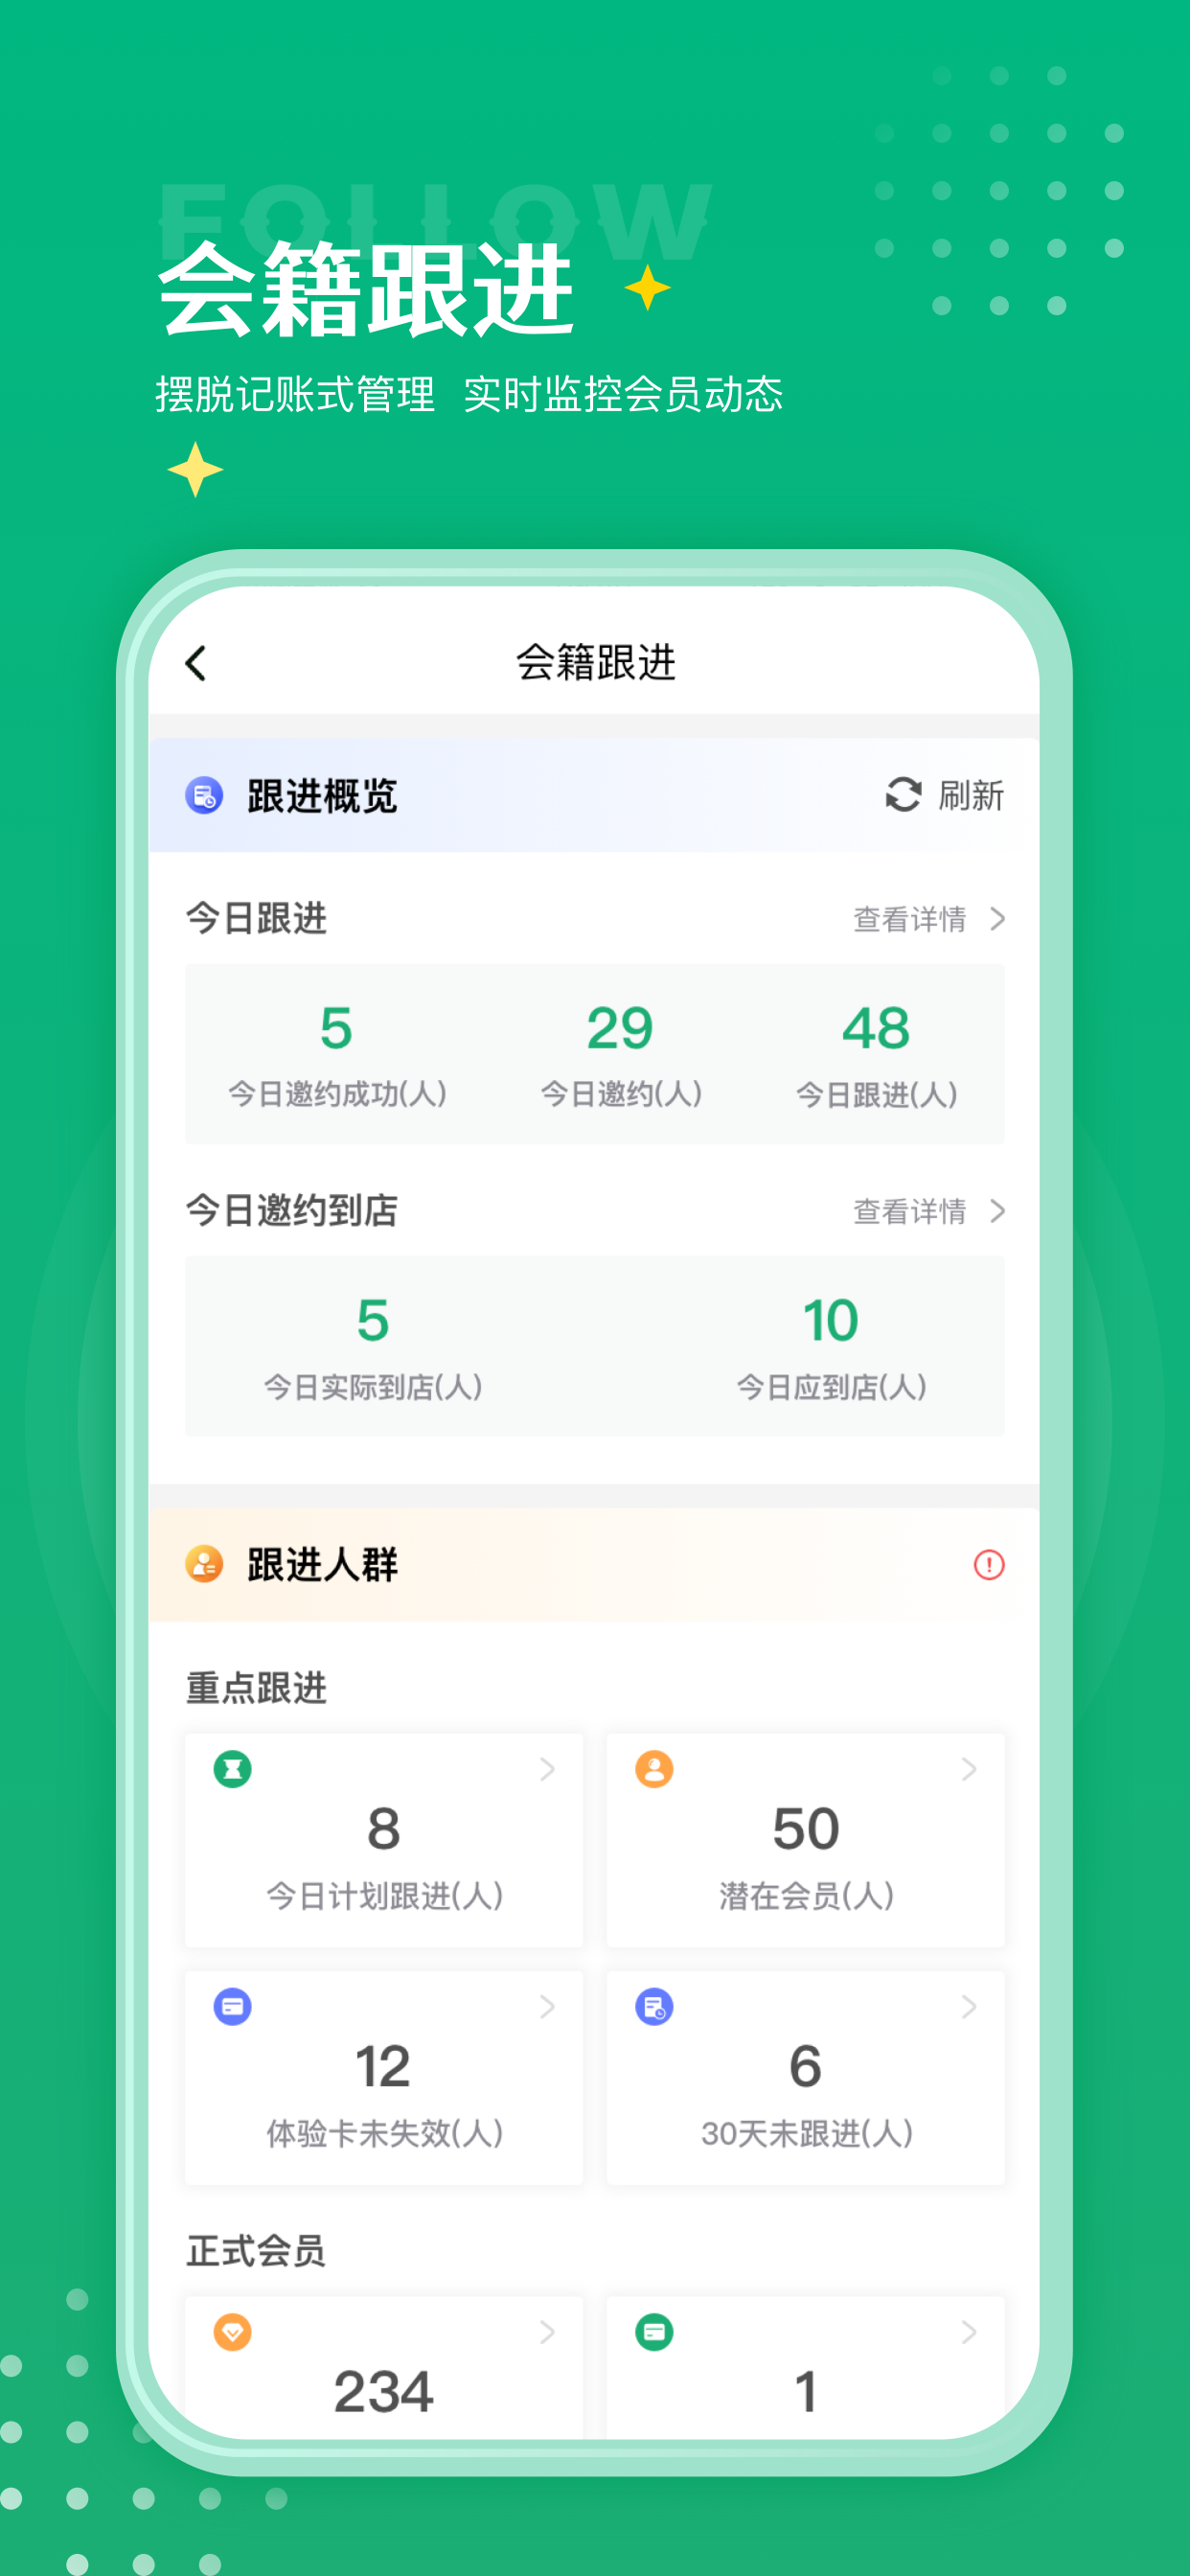 FOLLOW
会籍跟进
摆脱记账式管理 实时监控会员动态
会籍跟进
跟进概览 刷新
今日跟进 查看详情
5 29 48
今日邀约成功(人) 今日邀约(人) 今日跟进(人)
今日邀约到店 查看详情
5 10
今日实际到店(人) 今日应到店(人)
跟进人群
重点跟进
8 50
今日计划跟进(人) 潜在会员(人)
12 6
体验卡未失效(人) 30天未跟进(人)
正式会员
234 1